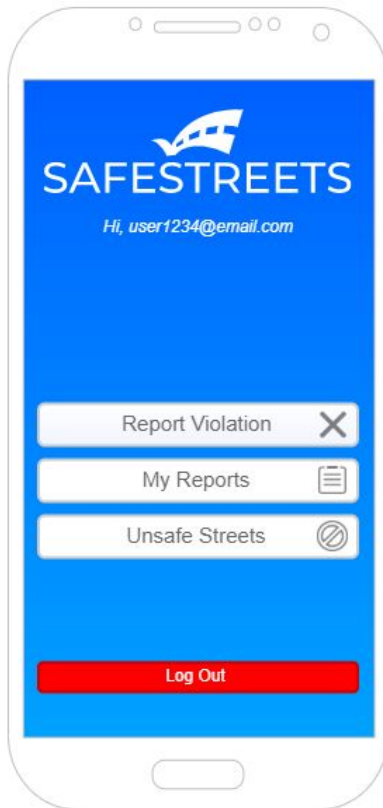 SAFESTREETS
Hi, user1234@email.com
Report Violation
My Reports
Unsafe Streets
Log Out